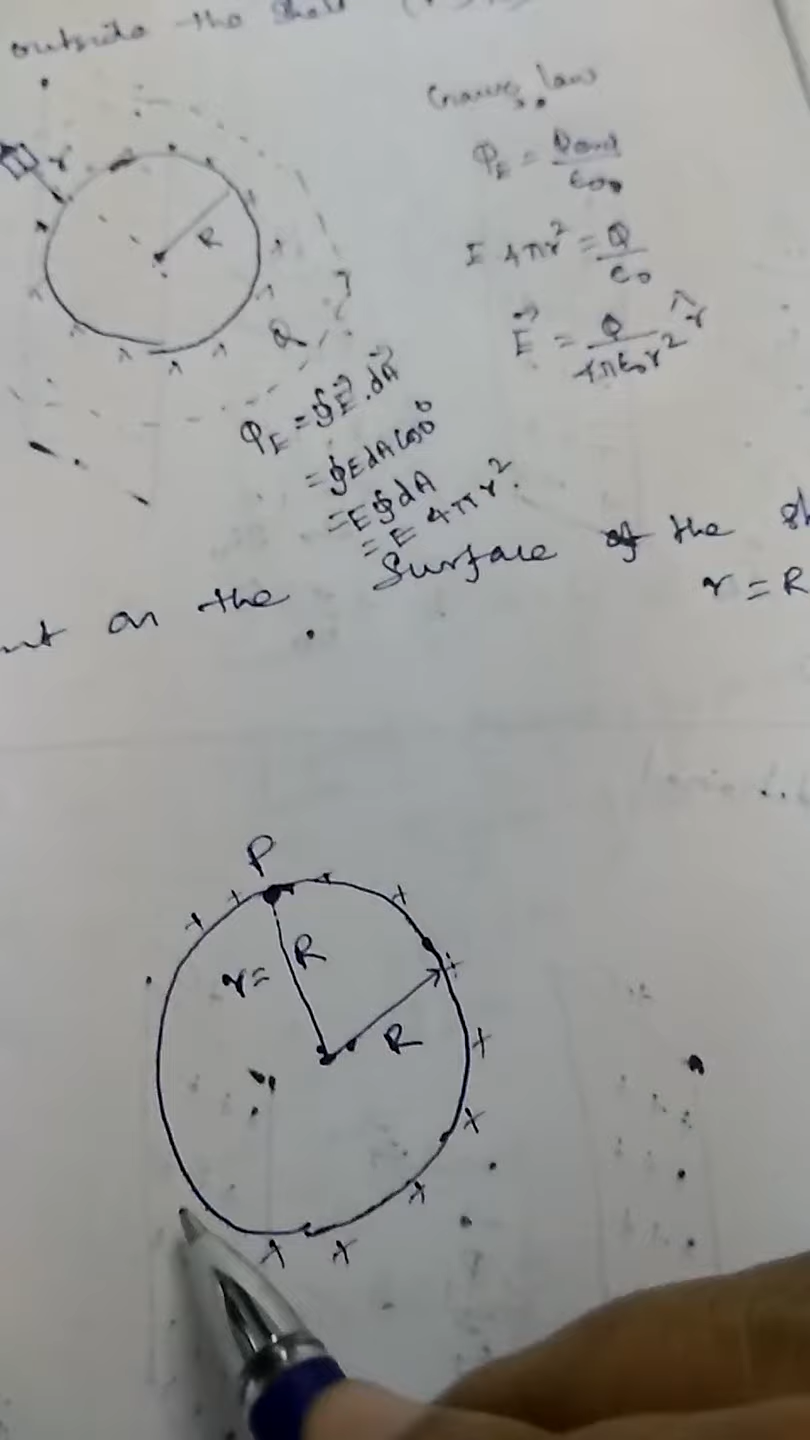 outside the Shell
Gauss law
r
R
Q
Φ_E = Q_end / ε₀
E 4πr² = Q / ε₀
E⃗ = Q / 4πε₀r² r̂
Φ_E = ∮E⃗.dA⃗
= ∮EdA cos0
= E∮dA
= E 4πr².
on the Surface of the
r = R
P
r = R
R